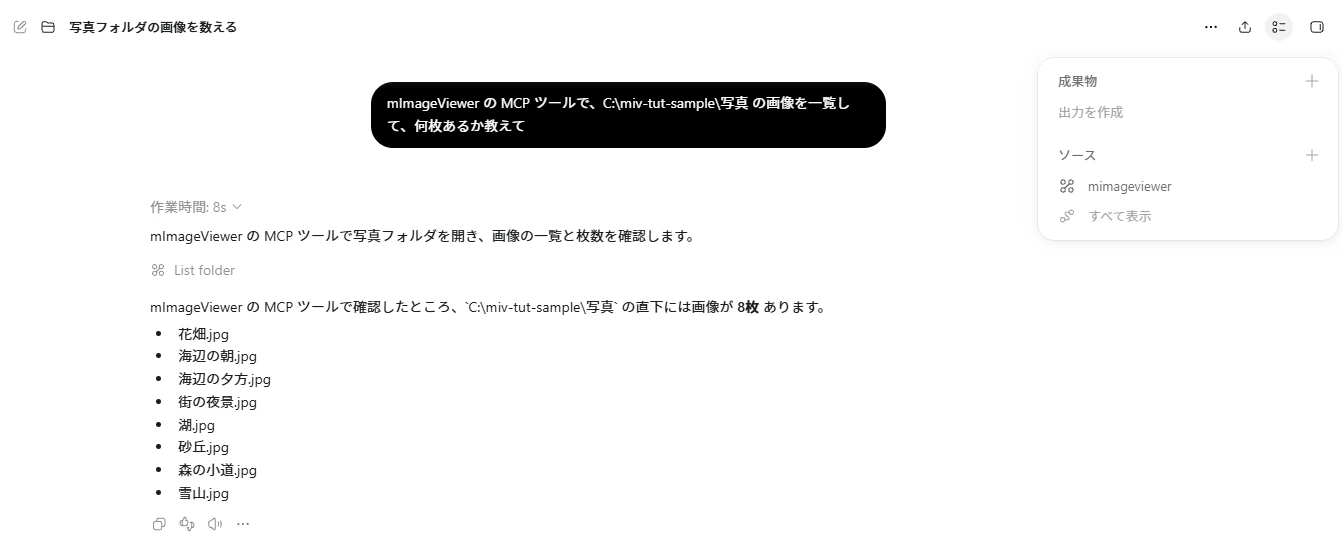 写真フォルダの画像を数える
mImageViewer の MCP ツールで、C:\miv-tut-sample\写真 の画像を一覧し
て、何枚あるか教えて
作業時間: 8s
mImageViewer の MCP ツールで写真フォルダを開き、画像の一覧と枚数を確認します。
List folder
mImageViewer の MCP ツールで確認したところ、`C:\miv-tut-sample\写真` の直下には画像が 8枚 あります。
花畑.jpg
海辺の朝.jpg
海辺の夕方.jpg
街の夜景.jpg
湖.jpg
砂丘.jpg
森の小道.jpg
雪山.jpg
成果物
出力を作成
ソース
mimageviewer
すべて表示